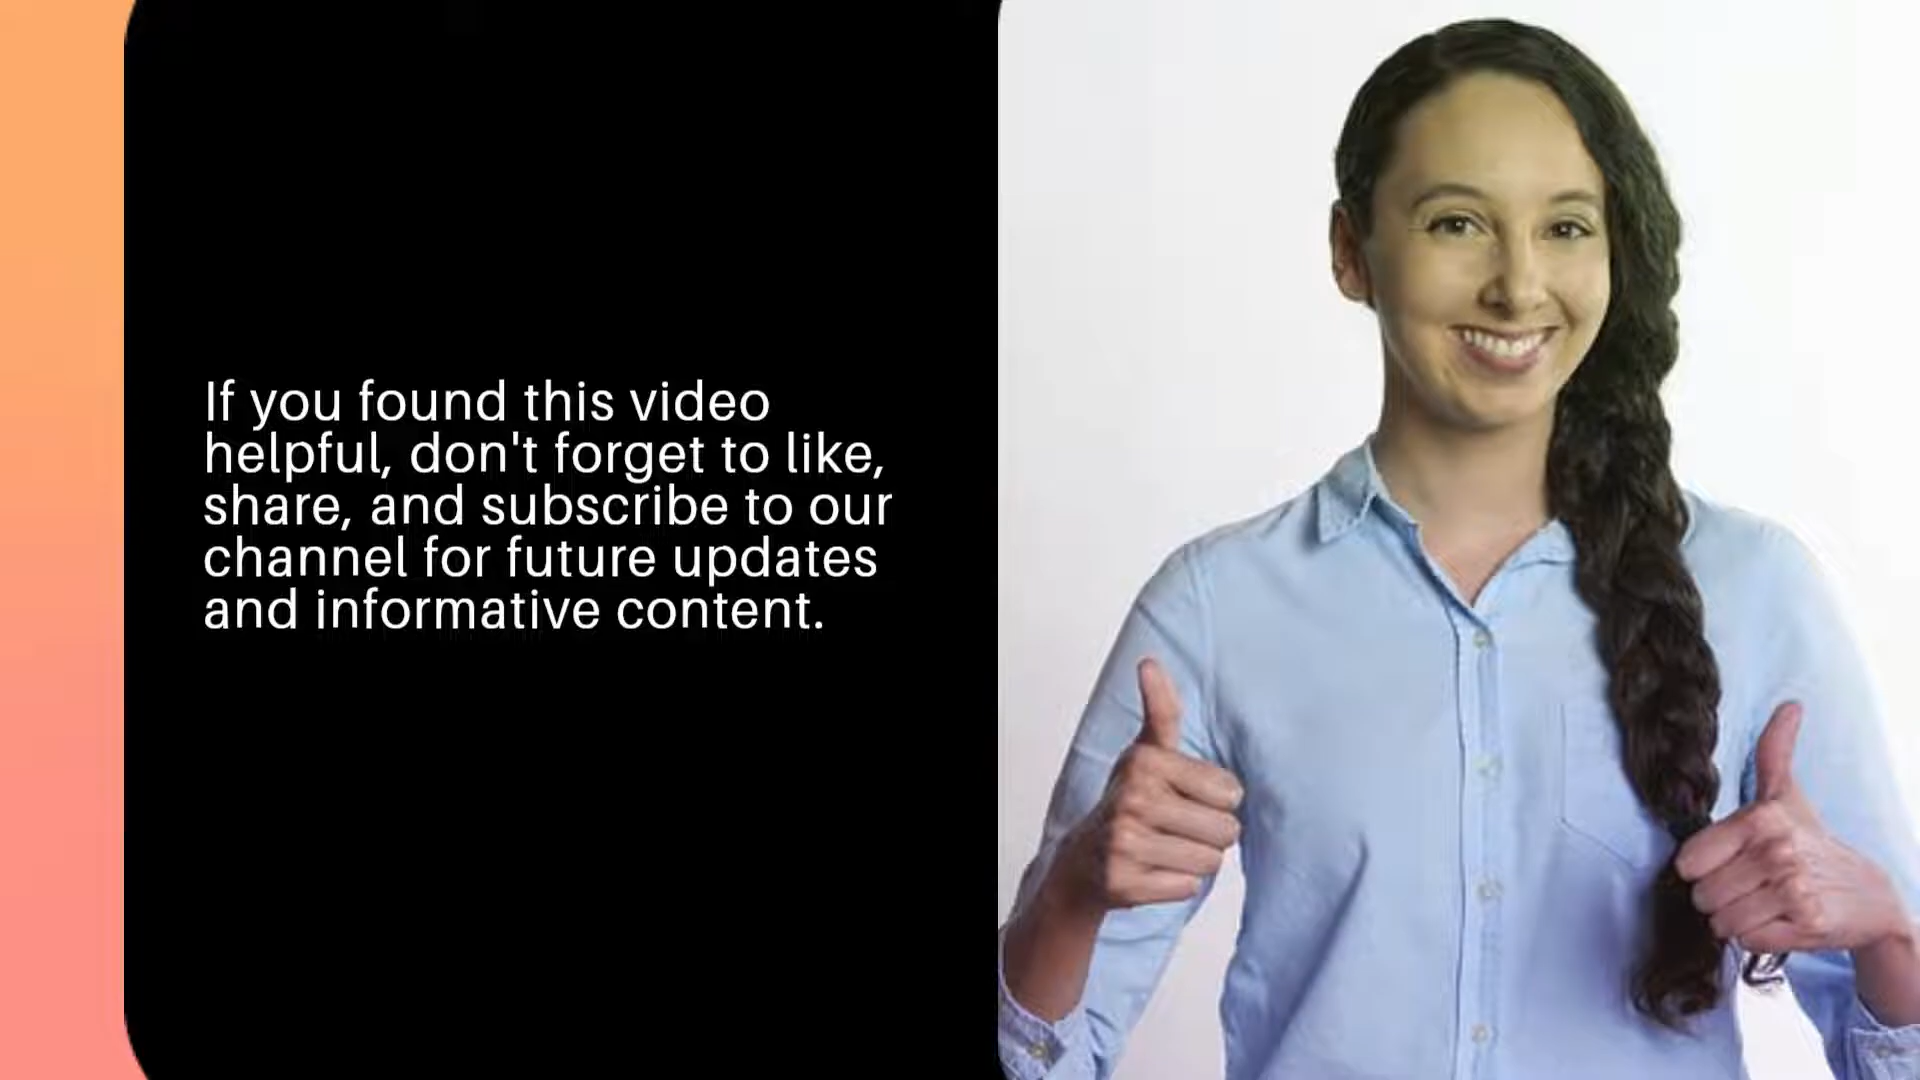 If you found this video
helpful, don't forget to like,
share, and subscribe to our
channel for future updates
and informative content.